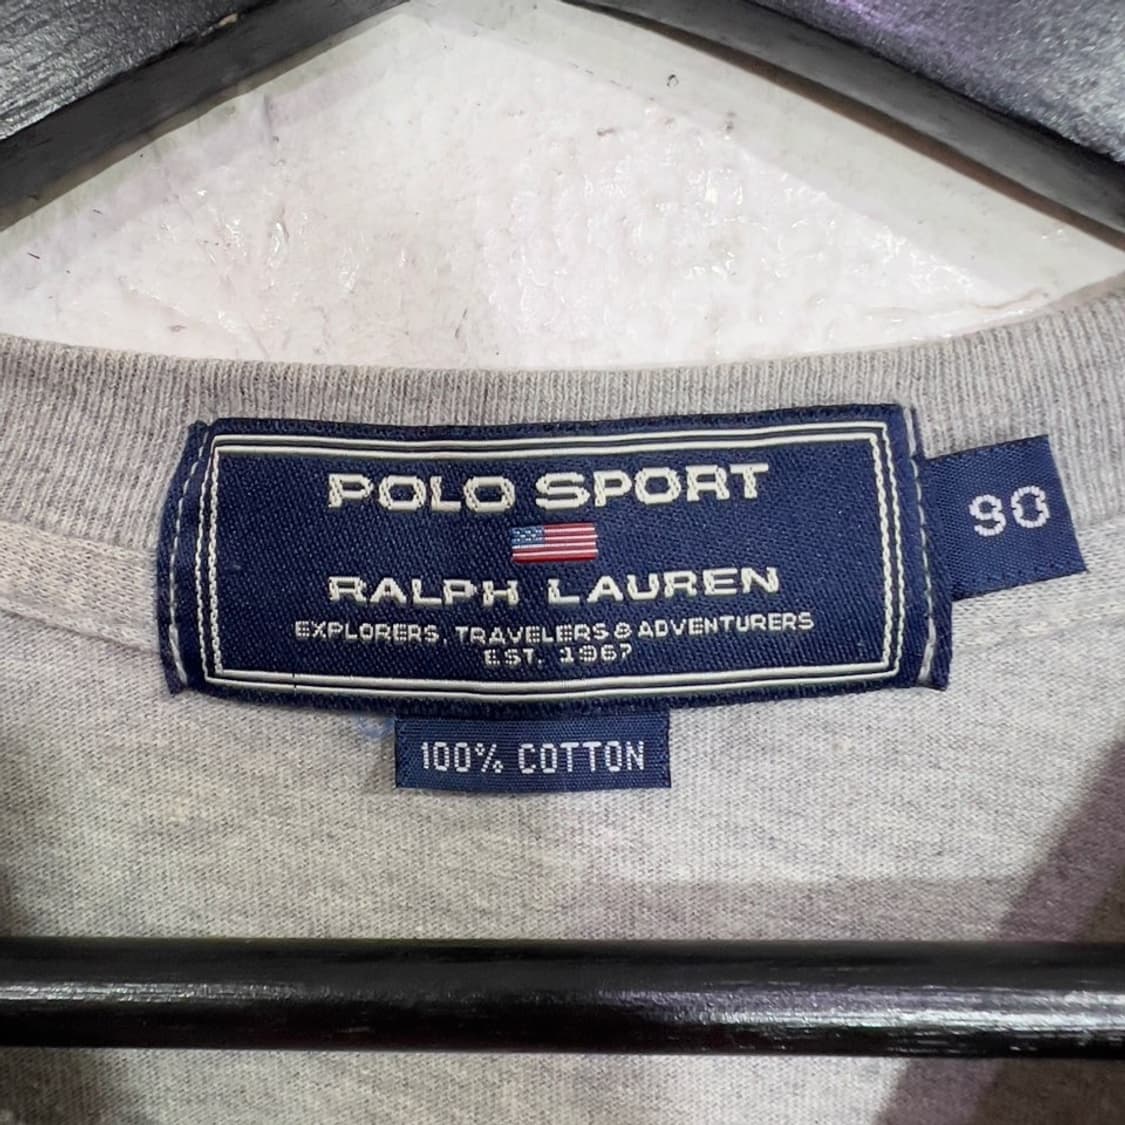 POLO SPORT
RALPH LAUREN
EXPLORERS, TRAVELERS & ADVENTURERS
EST. 1967
90
100% COTTON